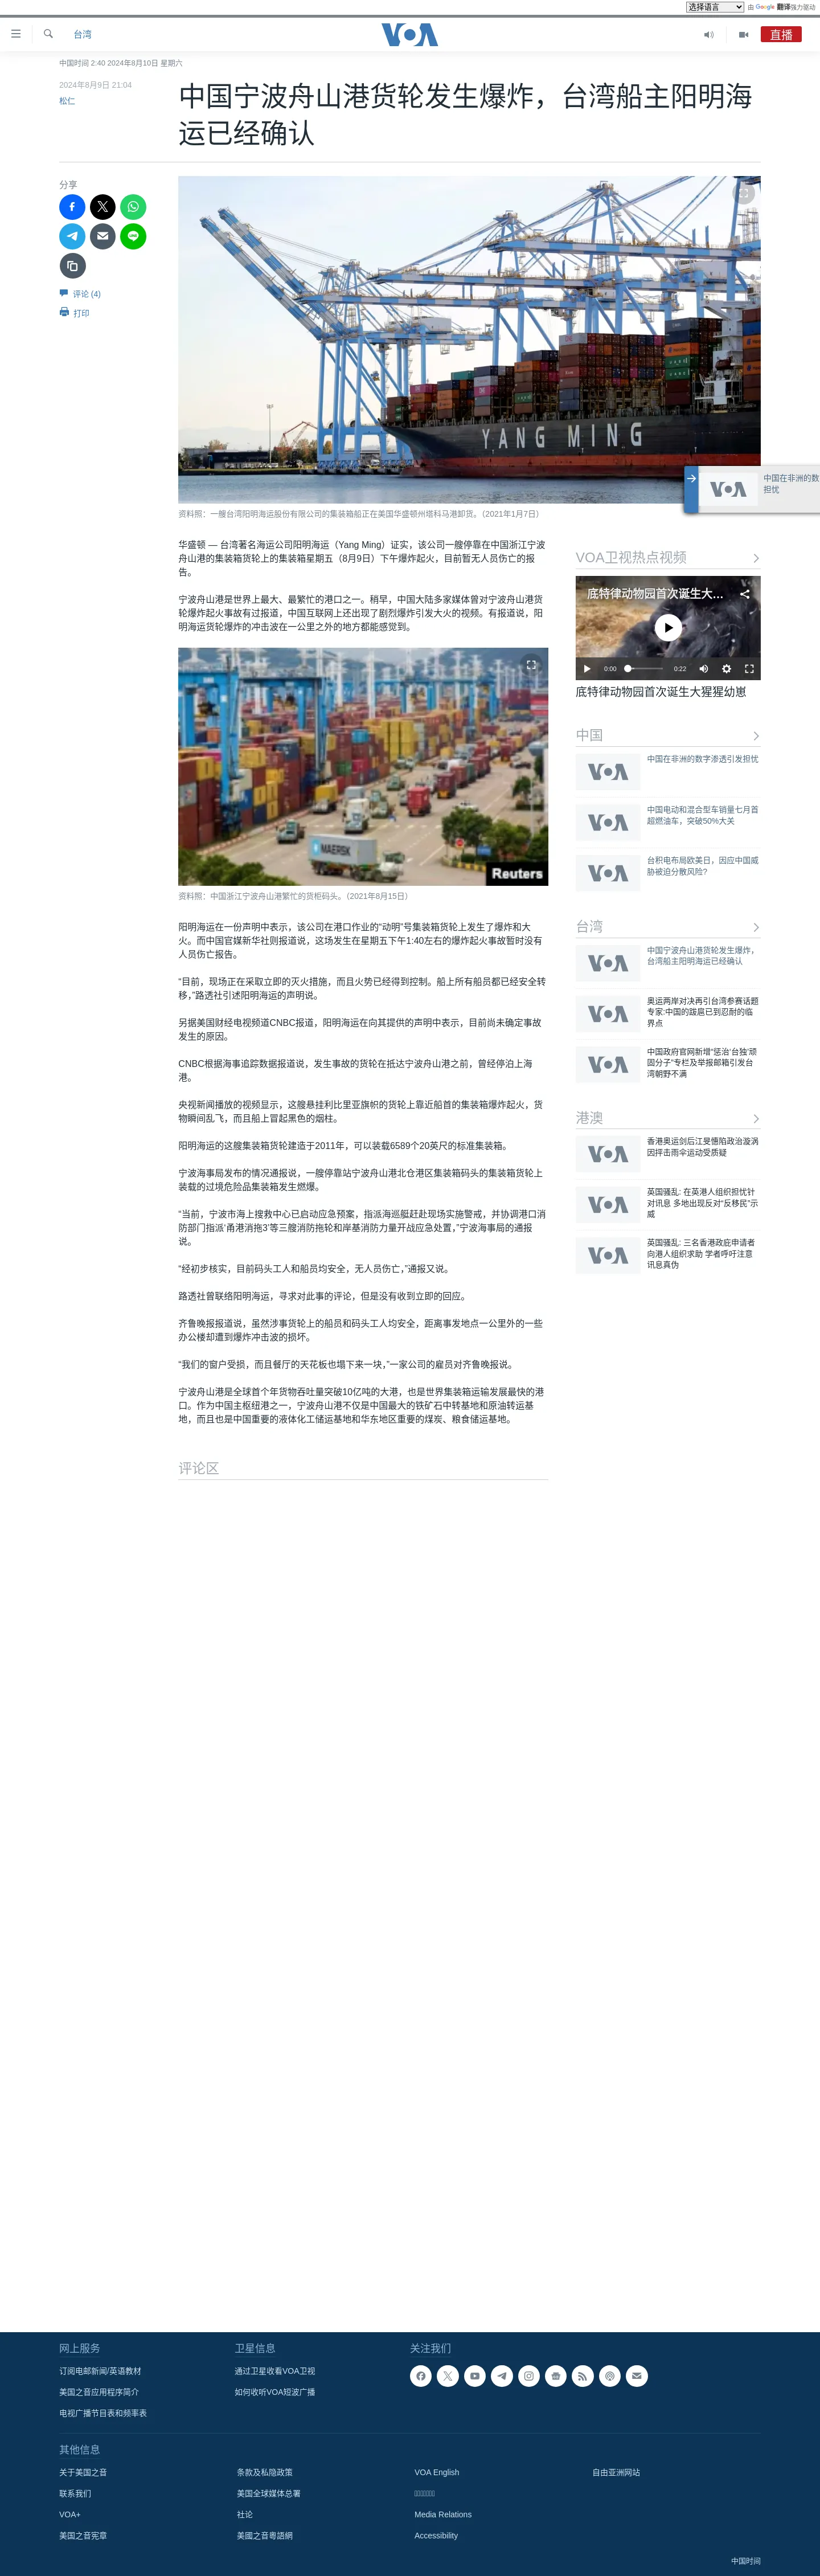 选择语言 由 Google 翻译强力驱动
台湾
VOA
直播
中国时间 2:40 2024年8月10日 星期六
2024年8月9日 21:04
松仁
中国宁波舟山港货轮发生爆炸，台湾船主阳明海
运已经确认
分享
评论 (4)
打印
YANG MING
资料照：一艘台湾阳明海运股份有限公司的集装箱船正在美国华盛顿州塔科马港卸货。（2021年1月7日）
VOA
中国在非洲的数
担忧
华盛顿 — 台湾著名海运公司阳明海运（Yang Ming）证实，该公司一艘停靠在中国浙江宁波
舟山港的集装箱货轮上的集装箱星期五（8月9日）下午爆炸起火，目前暂无人员伤亡的报
告。
宁波舟山港是世界上最大、最繁忙的港口之一。稍早，中国大陆多家媒体曾对宁波舟山港货
轮爆炸起火事故有过报道，中国互联网上还出现了剧烈爆炸引发大火的视频。有报道说，阳
明海运货轮爆炸的冲击波在一公里之外的地方都能感觉到。
MAERSK
Reuters
资料照：中国浙江宁波舟山港繁忙的货柜码头。（2021年8月15日）
阳明海运在一份声明中表示，该公司在港口作业的“动明”号集装箱货轮上发生了爆炸和大
火。而中国官媒新华社则报道说，这场发生在星期五下午1:40左右的爆炸起火事故暂时没有
人员伤亡报告。
“目前，现场正在采取立即的灭火措施，而且火势已经得到控制。船上所有船员都已经安全转
移，”路透社引述阳明海运的声明说。
另据美国财经电视频道CNBC报道，阳明海运在向其提供的声明中表示，目前尚未确定事故
发生的原因。
CNBC根据海事追踪数据报道说，发生事故的货轮在抵达宁波舟山港之前，曾经停泊上海
港。
央视新闻播放的视频显示，这艘悬挂利比里亚旗帜的货轮上靠近船首的集装箱爆炸起火，货
物瞬间乱飞，而且船上冒起黑色的烟柱。
阳明海运的这艘集装箱货轮建造于2011年，可以装载6589个20英尺的标准集装箱。
宁波海事局发布的情况通报说，一艘停靠站宁波舟山港北仓港区集装箱码头的集装箱货轮上
装载的过境危险品集装箱发生燃爆。
“当前，宁波市海上搜救中心已启动应急预案，指派海巡艇赶赴现场实施警戒，并协调港口消
防部门指派‘甬港消拖3’等三艘消防拖轮和岸基消防力量开战应急处置，”宁波海事局的通报
说。
“经初步核实，目前码头工人和船员均安全，无人员伤亡，”通报又说。
路透社曾联络阳明海运，寻求对此事的评论，但是没有收到立即的回应。
齐鲁晚报报道说，虽然涉事货轮上的船员和码头工人均安全，距离事发地点一公里外的一些
办公楼却遭到爆炸冲击波的损坏。
“我们的窗户受损，而且餐厅的天花板也塌下来一块，”一家公司的雇员对齐鲁晚报说。
宁波舟山港是全球首个年货物吞吐量突破10亿吨的大港，也是世界集装箱运输发展最快的港
口。作为中国主枢纽港之一，宁波舟山港不仅是中国最大的铁矿石中转基地和原油转运基
地，而且也是中国重要的液体化工储运基地和华东地区重要的煤炭、粮食储运基地。
评论区
VOA卫视热点视频
底特律动物园首次诞生大...
0:00 0:22
底特律动物园首次诞生大猩猩幼崽
中国
VOA
中国在非洲的数字渗透引发担忧
VOA
中国电动和混合型车销量七月首
超燃油车，突破50%大关
VOA
台积电布局欧美日，因应中国威
胁被迫分散风险?
台湾
VOA
中国宁波舟山港货轮发生爆炸，
台湾船主阳明海运已经确认
VOA
奥运两岸对决再引台湾参赛话题
专家:中国的跋扈已到忍耐的临
界点
VOA
中国政府官网新增“惩治‘台独’顽
固分子”专栏及举报邮箱引发台
湾朝野不满
港澳
VOA
香港奥运剑后江旻憓陷政治漩涡
因抨击雨伞运动受质疑
VOA
英国骚乱: 在英港人组织担忧针
对讯息 多地出现反对“反移民”示
威
VOA
英国骚乱: 三名香港政庇申请者
向港人组织求助 学者呼吁注意
讯息真伪
网上服务
订阅电邮新闻/英语教材
美国之音应用程序简介
电视广播节目表和频率表
卫星信息
通过卫星收看VOA卫视
如何收听VOA短波广播
关注我们
其他信息
关于美国之音
联系我们
VOA+
美国之音宪章
条款及私隐政策
美国全球媒体总署
社论
美國之音粵語網
VOA English
Media Relations
Accessibility
自由亚洲网站
中国时间